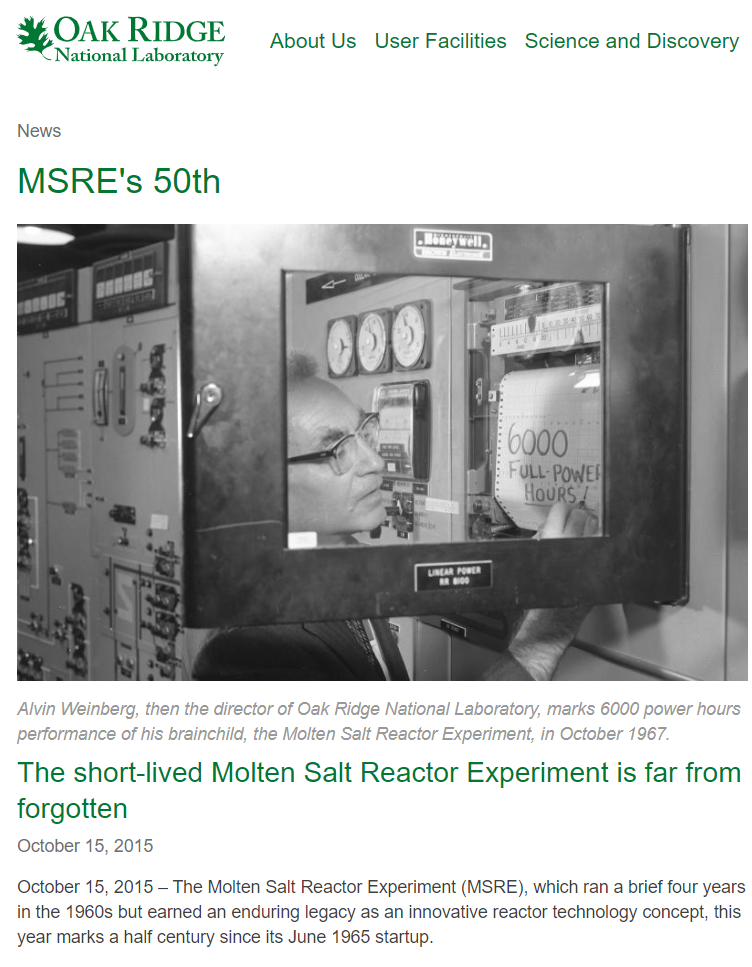 OAK RIDGE
National Laboratory
About Us User Facilities Science and Discovery
News
MSRE's 50th
Honeywell
6000
FULL-POWER
HOURS!
LINEAR POWER
RR 8100
Alvin Weinberg, then the director of Oak Ridge National Laboratory, marks 6000 power hours
performance of his brainchild, the Molten Salt Reactor Experiment, in October 1967.
The short-lived Molten Salt Reactor Experiment is far from
forgotten
October 15, 2015
October 15, 2015 – The Molten Salt Reactor Experiment (MSRE), which ran a brief four years
in the 1960s but earned an enduring legacy as an innovative reactor technology concept, this
year marks a half century since its June 1965 startup.